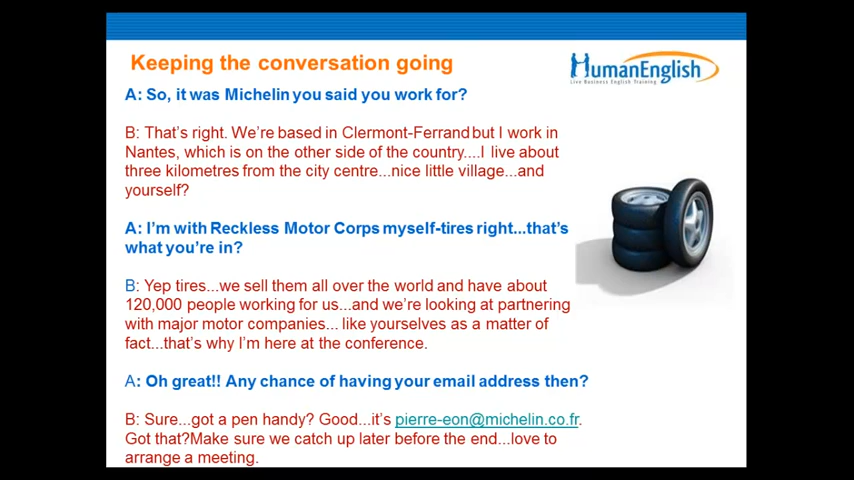 Keeping the conversation going
HumanEnglish
Live Business English Training
A: So, it was Michelin you said you work for?
B: That's right. We're based in Clermont-Ferrand but I work in
Nantes, which is on the other side of the country....I live about
three kilometres from the city centre...nice little village...and
yourself?
A: I'm with Reckless Motor Corps myself-tires right...that's
what you're in?
B: Yep tires...we sell them all over the world and have about
120,000 people working for us...and we're looking at partnering
with major motor companies... like yourselves as a matter of
fact...that's why I'm here at the conference.
A: Oh great!! Any chance of having your email address then?
B: Sure...got a pen handy? Good...it's pierre-eon@michelin.co.fr.
Got that?Make sure we catch up later before the end...love to
arrange a meeting.